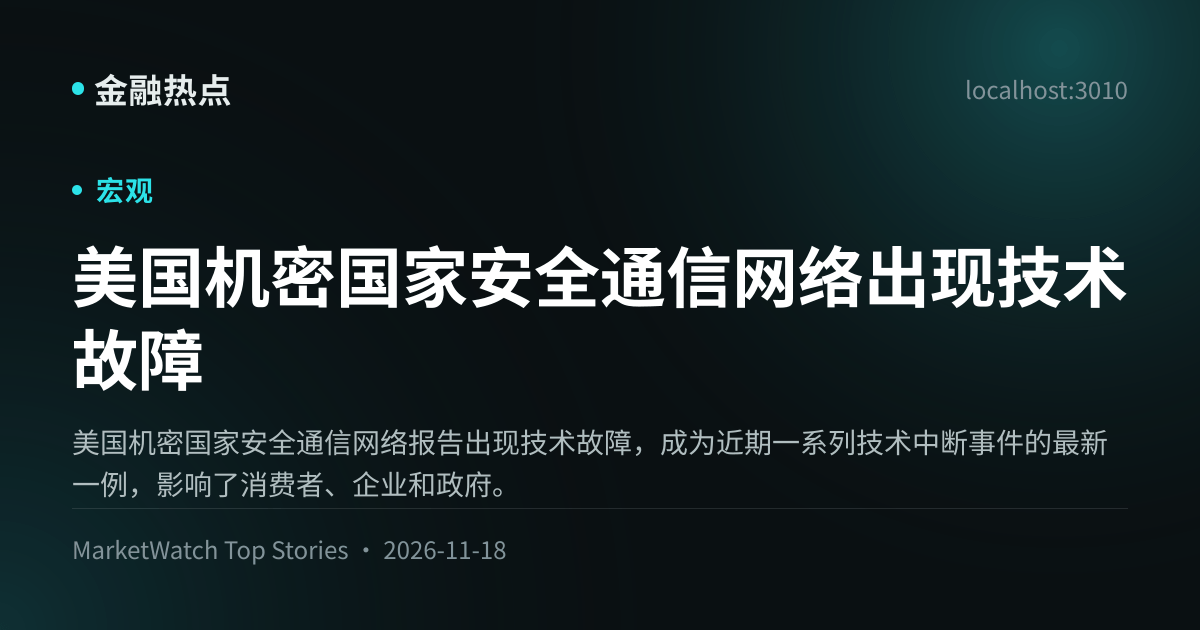 金融热点
localhost:3010
宏观
美国机密国家安全通信网络出现技术
故障
美国机密国家安全通信网络报告出现技术故障，成为近期一系列技术中断事件的最新
一例，影响了消费者、企业和政府。
MarketWatch Top Stories · 2026-11-18